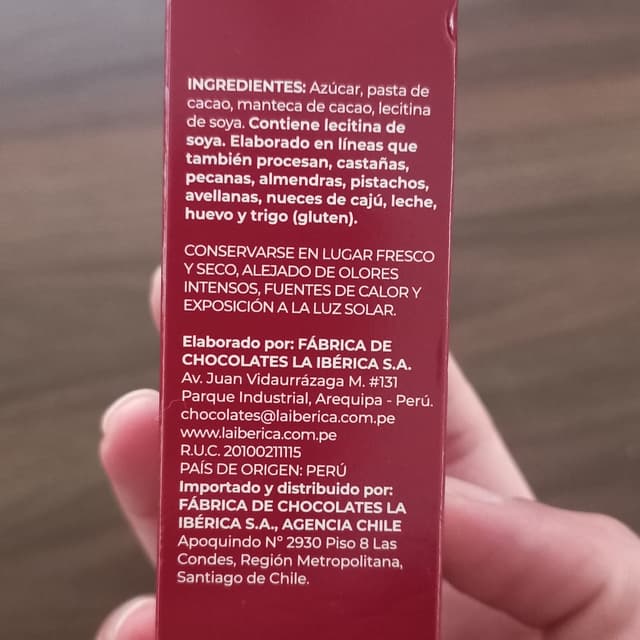 INGREDIENTES: Azúcar, pasta de
cacao, manteca de cacao, lecitina
de soya. Contiene lecitina de
soya. Elaborado en líneas que
también procesan, castañas,
pecanas, almendras, pistachos,
avellanas, nueces de cajú, leche,
huevo y trigo (gluten).
CONSERVARSE EN LUGAR FRESCO
Y SECO, ALEJADO DE OLORES
INTENSOS, FUENTES DE CALOR Y
EXPOSICIÓN A LA LUZ SOLAR.
Elaborado por: FÁBRICA DE
CHOCOLATES LA IBÉRICA S.A.
Av. Juan Vidaurrázaga M. #131
Parque Industrial, Arequipa - Perú.
chocolates@laiberica.com.pe
www.laiberica.com.pe
R.U.C. 20100211115
PAÍS DE ORIGEN: PERÚ
Importado y distribuido por:
FÁBRICA DE CHOCOLATES LA
IBÉRICA S.A., AGENCIA CHILE
Apoquindo N° 2930 Piso 8 Las
Condes, Región Metropolitana,
Santiago de Chile.